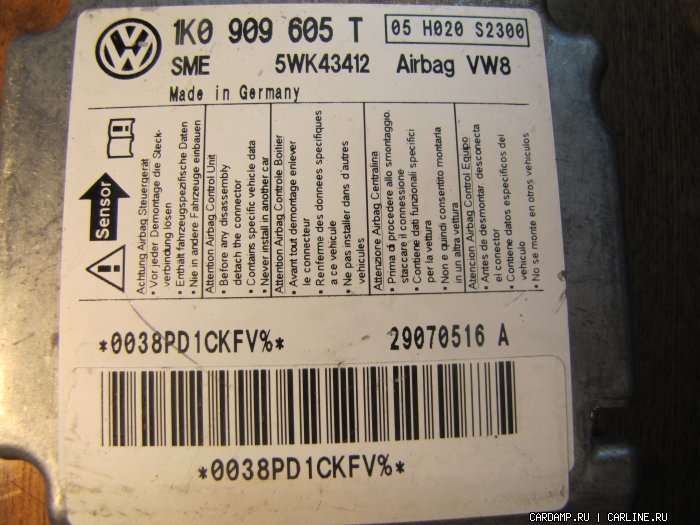 1K0 909 605 T
05 H020 S2300
SME 5WK43412 Airbag VW8
Made in Germany
Sensor
Achtung Airbag Steuergerät
• Vor jeder Demontage die Steck-
verbindung lösen
• Enthält fahrzeugspezifische Daten
• Nie in andere Fahrzeuge einbauen
Attention Airbag Control Unit
• Before any disassembly
detach the connector
• Contains specific vehicle data
• Never install in another car
Attention Airbag Controle Boitier
• Avant tout demontage enlever
le connecteur
• Renferme des donnees specifiques
a ce vehicule
• Ne pas installer dans d'autres
vehicules
Attenzione Airbag Centralina
• Prima di procedere allo smontaggio,
staccare il connessione
• Contiene dati funzionali specifici
per la vettura
• Non e quindi consentito montarla
in un altra vettura
Atencion Airbag Control Equipo
• Antes de desmontar, desconecta
el conector
• Contiene datos especificos del
vehiculo
• No se monte en otros vehiculos
*0038PD1CKFV%* 29070516 A
*0038PD1CKFV%*
CARDAMP.RU | CARLINE.RU